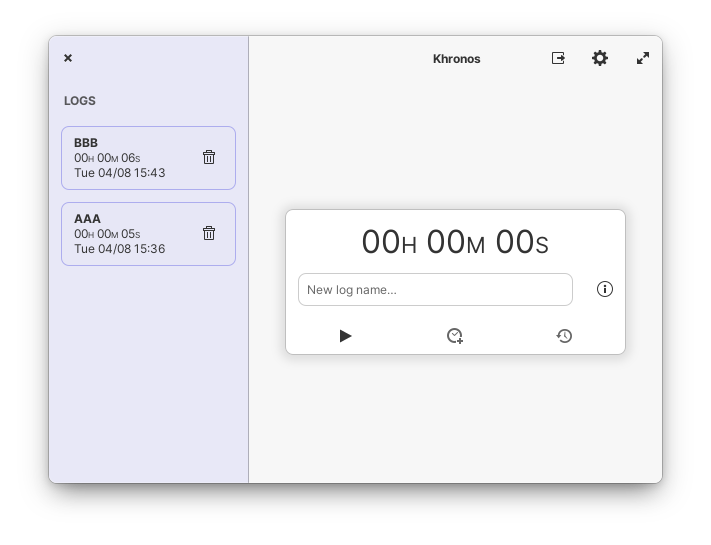 Khronos
LOGS
BBB
00H 00M 06S
Tue 04/08 15:43
AAA
00H 00M 05S
Tue 04/08 15:36
00H 00M 00S
New log name...